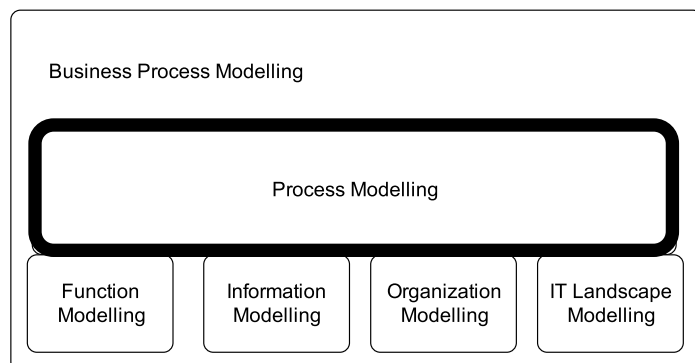 Business Process Modelling
Process Modelling
Function
Modelling
Information
Modelling
Organization
Modelling
IT Landscape
Modelling